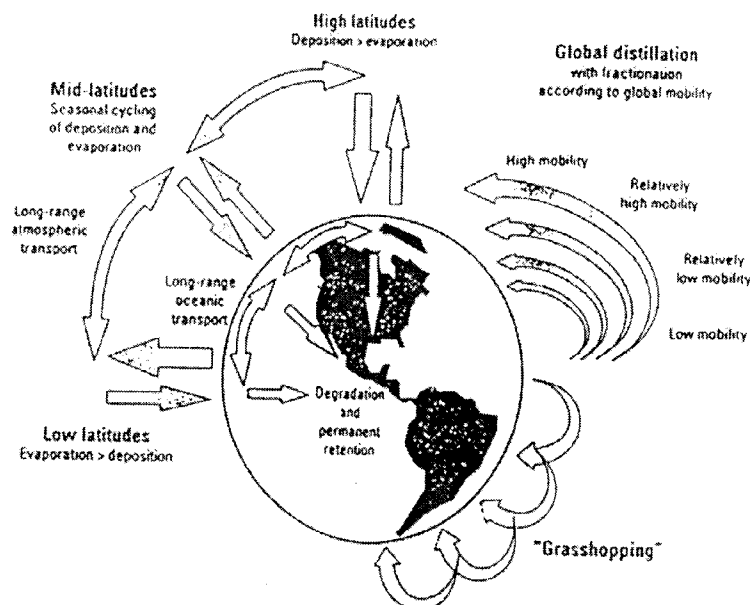 High latitudes
Deposition > evaporation
Global distillation
with fractionation
according to global mobility
Mid-latitudes
Seasonal cycling
of deposition and
evaporation
High mobility
Relatively
high mobility
Long-range
atmospheric
transport
Long-range
oceanic
transport
Relatively
low mobility
Low mobility
Degradation
and
permanent
retention
Low latitudes
Evaporation > deposition
"Grasshopping"